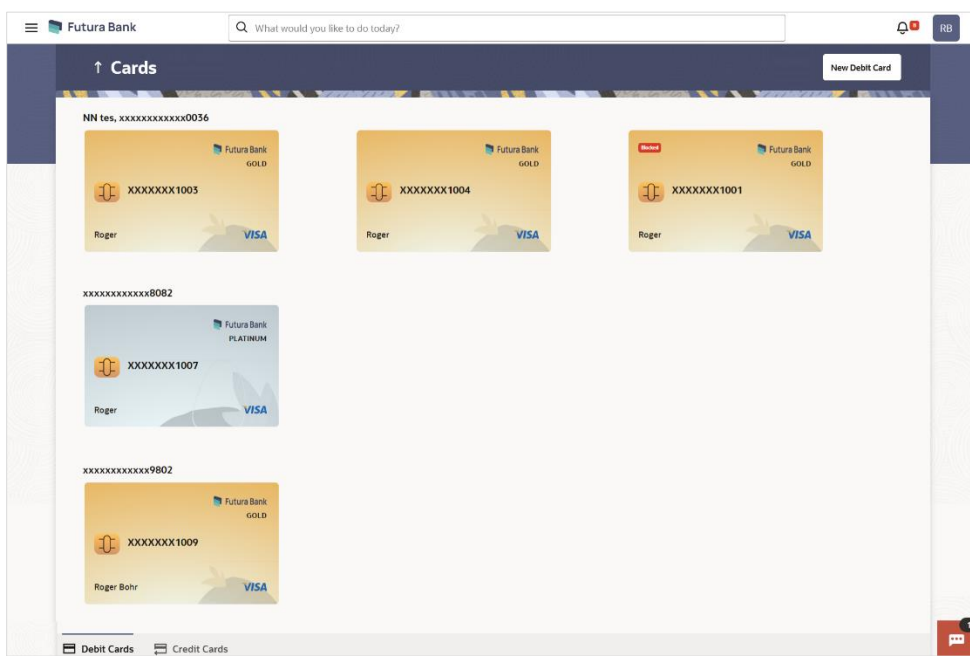 Futura Bank
What would you like to do today?
RB
↑ Cards
New Debit Card
NN tes, xxxxxxxxxxxx0036
Futura Bank
GOLD
XXXXXXX1003
Roger
VISA
Futura Bank
GOLD
XXXXXXX1004
Roger
VISA
Blocked
Futura Bank
GOLD
XXXXXXX1001
Roger
VISA
xxxxxxxxxxxx8082
Futura Bank
PLATINUM
XXXXXXX1007
Roger
VISA
xxxxxxxxxxxx9802
Futura Bank
GOLD
XXXXXXX1009
Roger Bohr
VISA
Debit Cards
Credit Cards